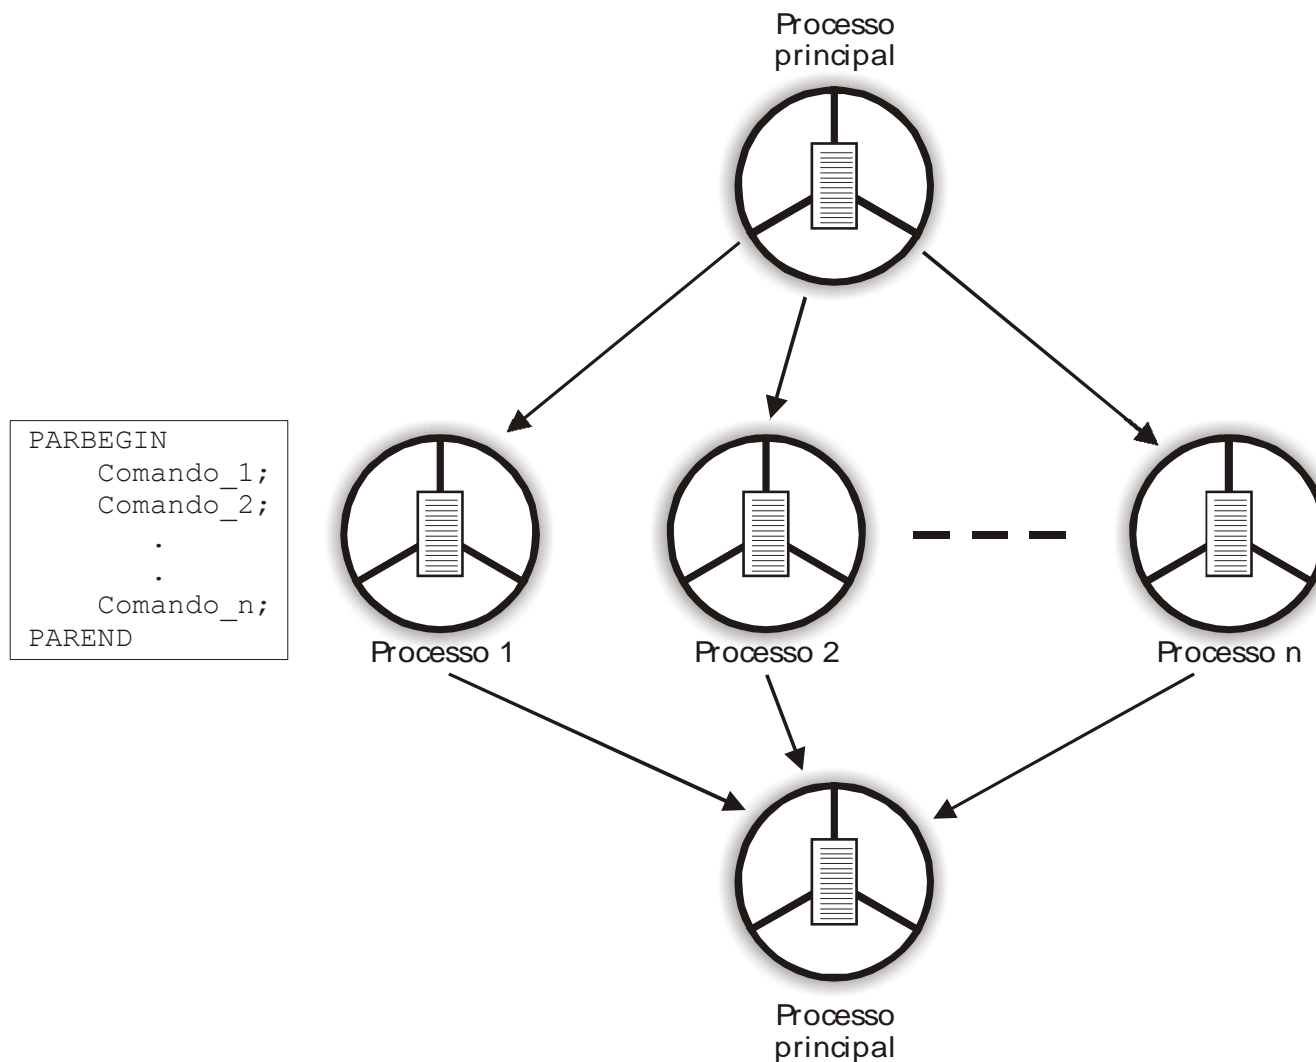 Processo
principal
PARBEGIN
Comando_1;
Comando_2;
.
.
Comando_n;
PAREND
Processo 1
Processo 2
Processo n
Processo
principal